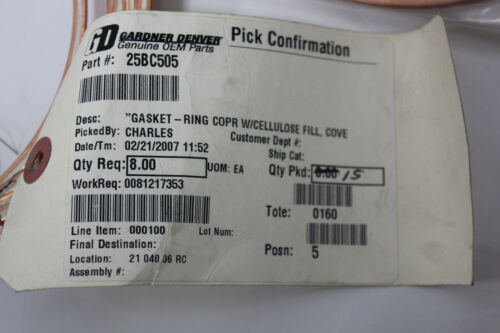 GD GARDNER DENVER Pick Confirmation
Genuine OEM Parts
Part #: 25BC505
Desc: "GASKET-RING COPR W/CELLULOSE FILL, COVE
PickedBy: CHARLES Customer Dept #:
Date/Tm: 02/21/2007 11:52 Ship Cat:
Qty Req: 8.00 UOM: EA Qty Pkd: 8.00 15
WorkReq: 0081217353
Tote: 0160
Line Item: 000100 Lot Num:
Final Destination:
Location: 21 040 06 RC Posn: 5
Assembly #: